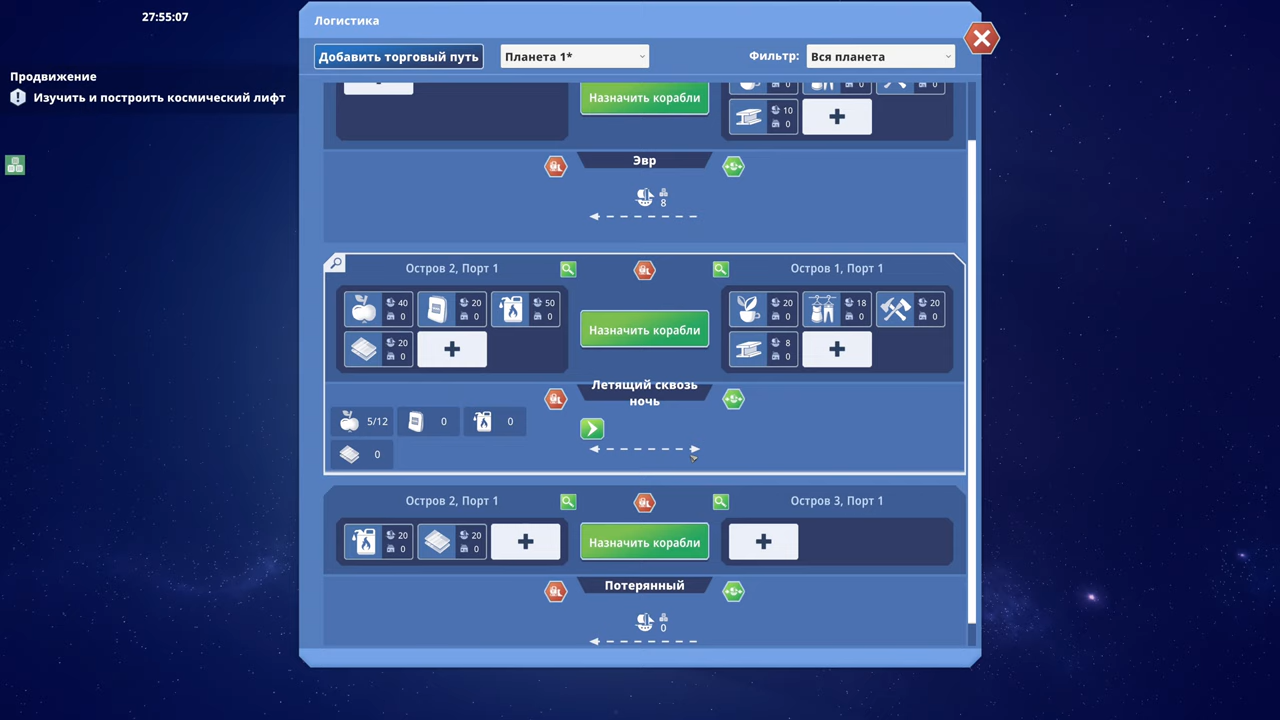 27:55:07
Логистика
Добавить торговый путь
Планета 1*
Фильтр:
Вся планета
Продвижение
Изучить и построить космический лифт
Назначить корабли
0
0
0
10
0
Эвр
8
Остров 2, Порт 1
Остров 1, Порт 1
40
0
20
0
50
0
20
0
Назначить корабли
20
0
18
0
20
0
8
0
Летящий сквозь
ночь
5/12
0
0
0
Остров 2, Порт 1
Остров 3, Порт 1
20
0
20
0
Назначить корабли
Потерянный
0